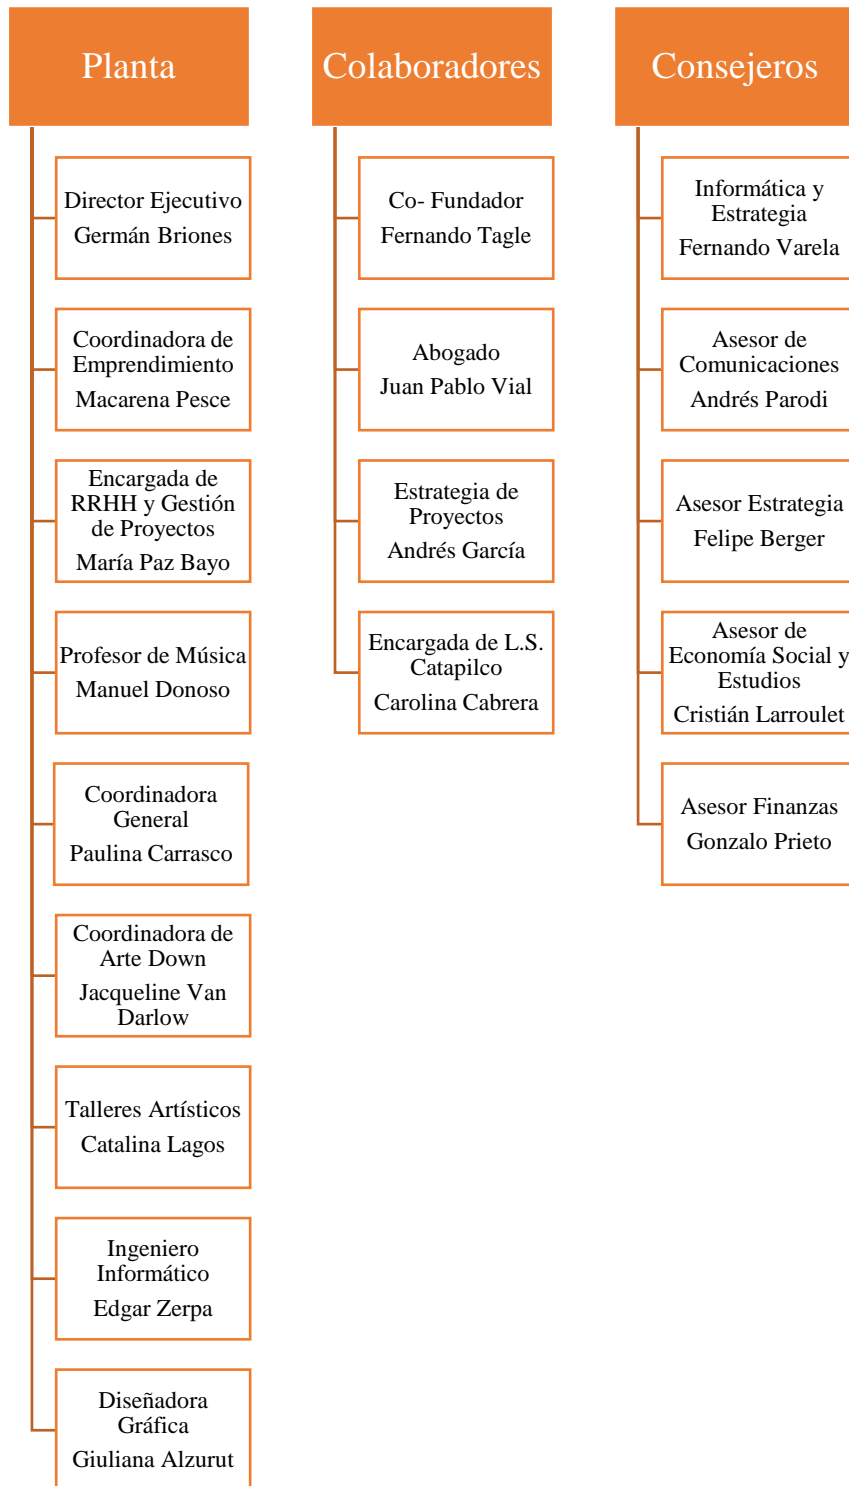 Planta
Director Ejecutivo
Germán Briones
Coordinadora de
Emprendimiento
Macarena Pesce
Encargada de
RRHH y Gestión
de Proyectos
María Paz Bayo
Profesor de Música
Manuel Donoso
Coordinadora
General
Paulina Carrasco
Coordinadora de
Arte Down
Jacqueline Van
Darlow
Talleres Artísticos
Catalina Lagos
Ingeniero
Informático
Edgar Zerpa
Diseñadora
Gráfica
Giuliana Alzurut
Colaboradores
Co- Fundador
Fernando Tagle
Abogado
Juan Pablo Vial
Estrategia de
Proyectos
Andrés García
Encargada de L.S.
Catapilco
Carolina Cabrera
Consejeros
Informática y
Estrategia
Fernando Varela
Asesor de
Comunicaciones
Andrés Parodi
Asesor Estrategia
Felipe Berger
Asesor de
Economía Social y
Estudios
Cristián Larroulet
Asesor Finanzas
Gonzalo Prieto